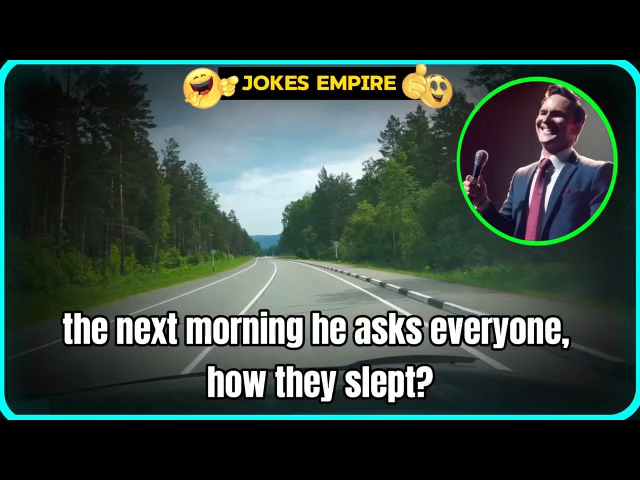 JOKES EMPIRE
the next morning he asks everyone,
how they slept?